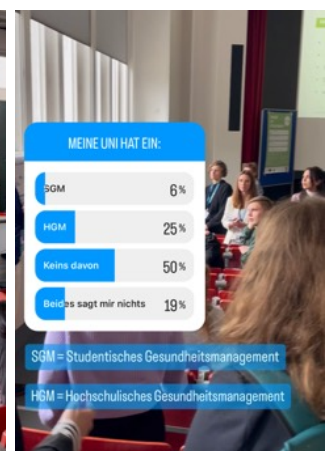 MEINE UNI HAT EIN:
SGM 6%
HGM 25%
Keins davon 50%
Beides sagt mir nichts 19%
SGM = Studentisches Gesundheitsmanagement
HGM = Hochschulisches Gesundheitsmanagement